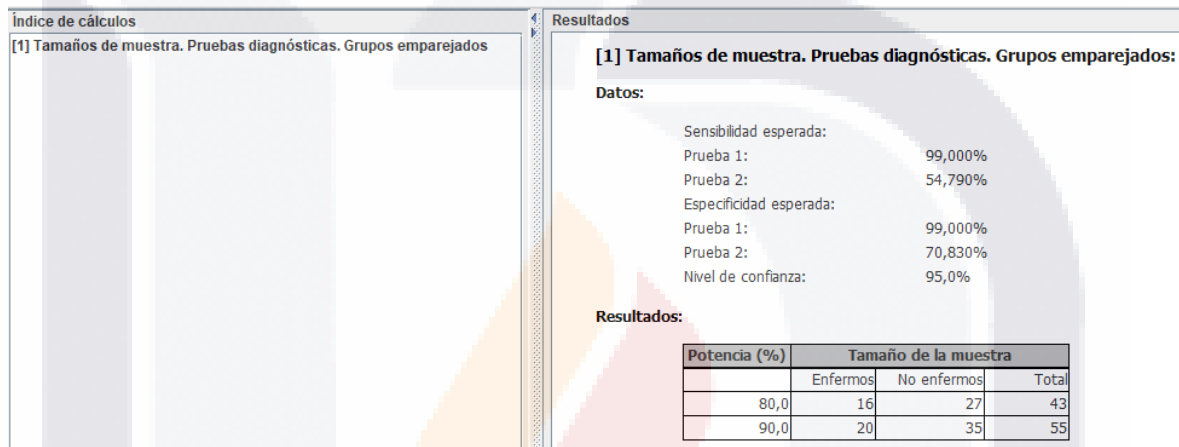 Índice de cálculos
[1] Tamaños de muestra. Pruebas diagnósticas. Grupos emparejados
Resultados
[1] Tamaños de muestra. Pruebas diagnósticas. Grupos emparejados:
Datos:
Sensibilidad esperada:
Prueba 1: 99,000%
Prueba 2: 54,790%
Especificidad esperada:
Prueba 1: 99,000%
Prueba 2: 70,830%
Nivel de confianza: 95,0%
Resultados:
Potencia (%) Tamaño de la muestra
Enfermos No enfermos Total
80,0 16 27 43
90,0 20 35 55